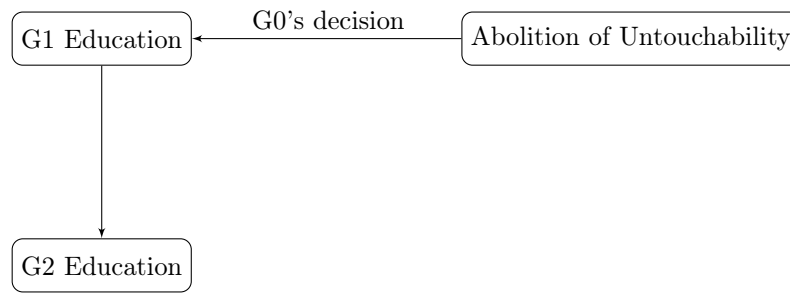 G1 Education
G0's decision
Abolition of Untouchability
G2 Education